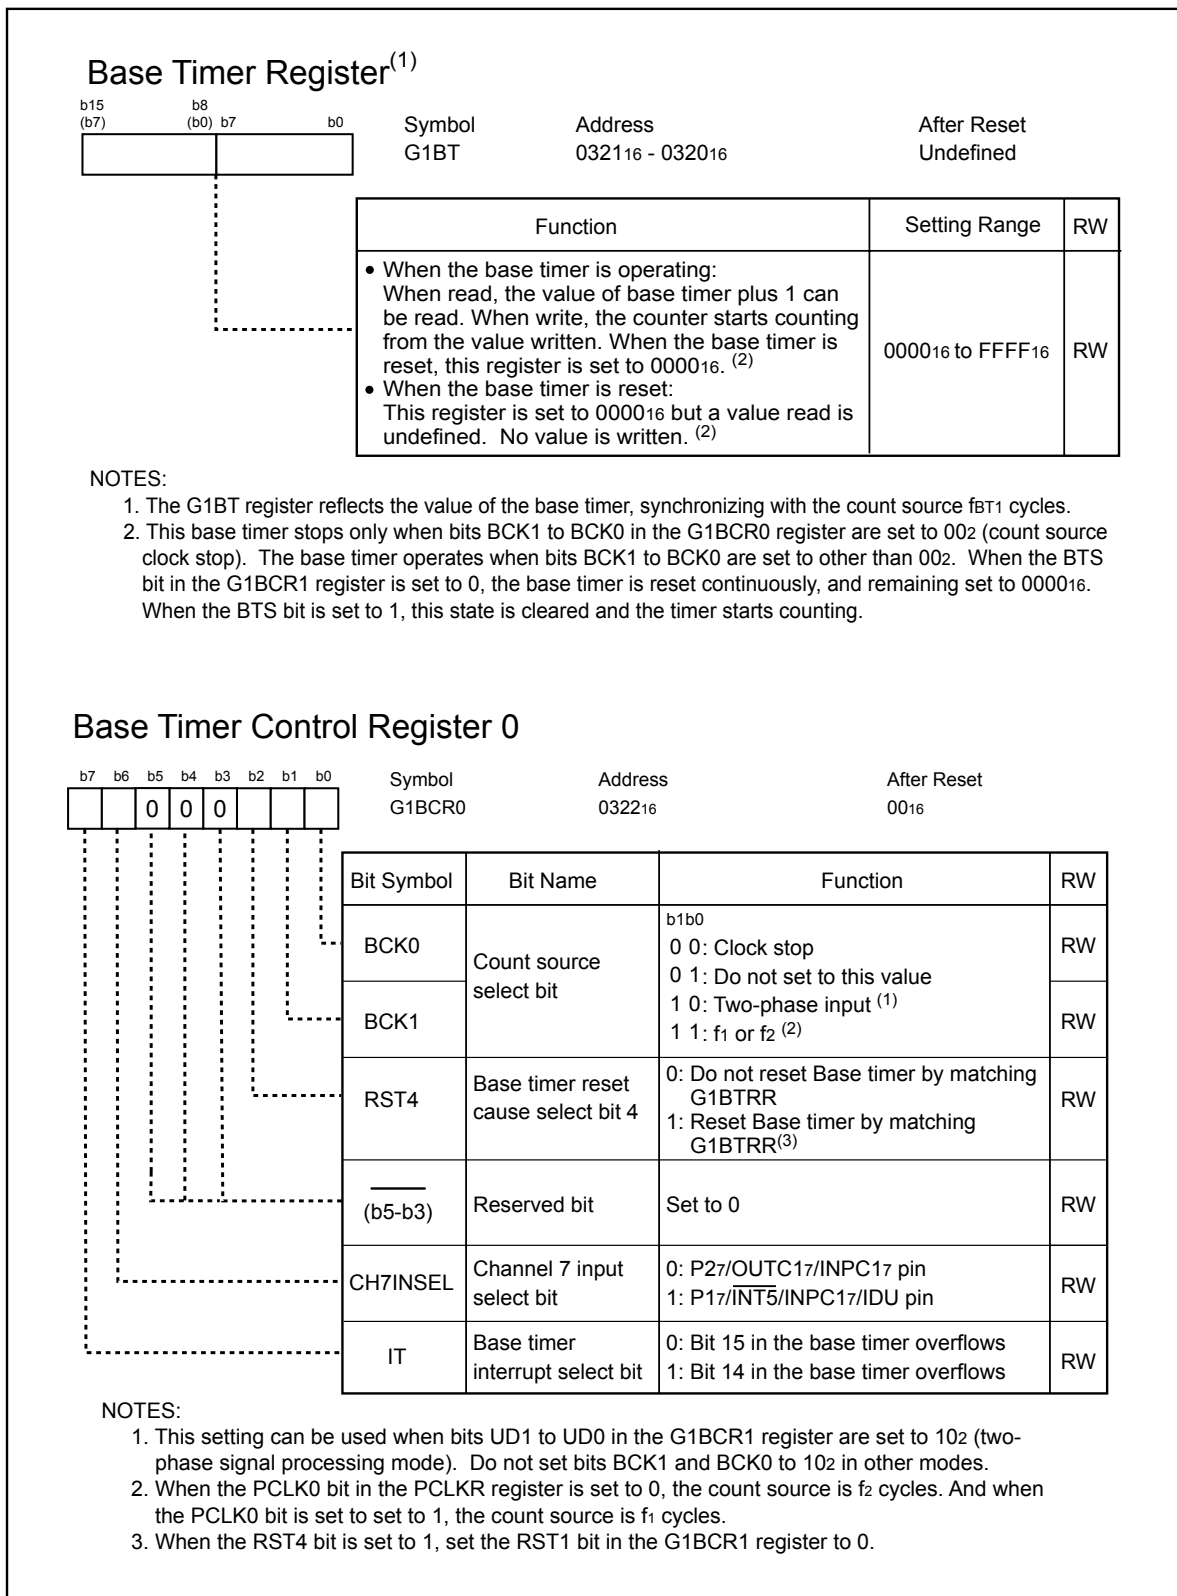 Base Timer Register(1)
b15 b8
(b7) (b0) b7 b0
Symbol Address After Reset
G1BT 032116 - 032016 Undefined
Function Setting Range RW
• When the base timer is operating:
When read, the value of base timer plus 1 can
be read. When write, the counter starts counting
from the value written. When the base timer is
reset, this register is set to 000016. (2)
• When the base timer is reset:
This register is set to 000016 but a value read is
undefined. No value is written. (2)
000016 to FFFF16 RW
NOTES:
1. The G1BT register reflects the value of the base timer, synchronizing with the count source fBT1 cycles.
2. This base timer stops only when bits BCK1 to BCK0 in the G1BCR0 register are set to 002 (count source
clock stop). The base timer operates when bits BCK1 to BCK0 are set to other than 002. When the BTS
bit in the G1BCR1 register is set to 0, the base timer is reset continuously, and remaining set to 000016.
When the BTS bit is set to 1, this state is cleared and the timer starts counting.
Base Timer Control Register 0
b7 b6 b5 b4 b3 b2 b1 b0
0 0 0
Symbol Address After Reset
G1BCR0 032216 0016
Bit Symbol Bit Name Function RW
BCK0
BCK1
Count source
select bit
b1b0
0 0: Clock stop
0 1: Do not set to this value
1 0: Two-phase input (1)
1 1: f1 or f2 (2)
RW
RW
RST4
Base timer reset
cause select bit 4
0: Do not reset Base timer by matching
G1BTRR
1: Reset Base timer by matching
G1BTRR(3)
RW
(b5-b3) Reserved bit Set to 0 RW
CH7INSEL
Channel 7 input
select bit
0: P27/OUTC17/INPC17 pin
1: P17/INT5/INPC17/IDU pin
RW
IT
Base timer
interrupt select bit
0: Bit 15 in the base timer overflows
1: Bit 14 in the base timer overflows
RW
NOTES:
1. This setting can be used when bits UD1 to UD0 in the G1BCR1 register are set to 102 (two-
phase signal processing mode). Do not set bits BCK1 and BCK0 to 102 in other modes.
2. When the PCLK0 bit in the PCLKR register is set to 0, the count source is f2 cycles. And when
the PCLK0 bit is set to set to 1, the count source is f1 cycles.
3. When the RST4 bit is set to 1, set the RST1 bit in the G1BCR1 register to 0.